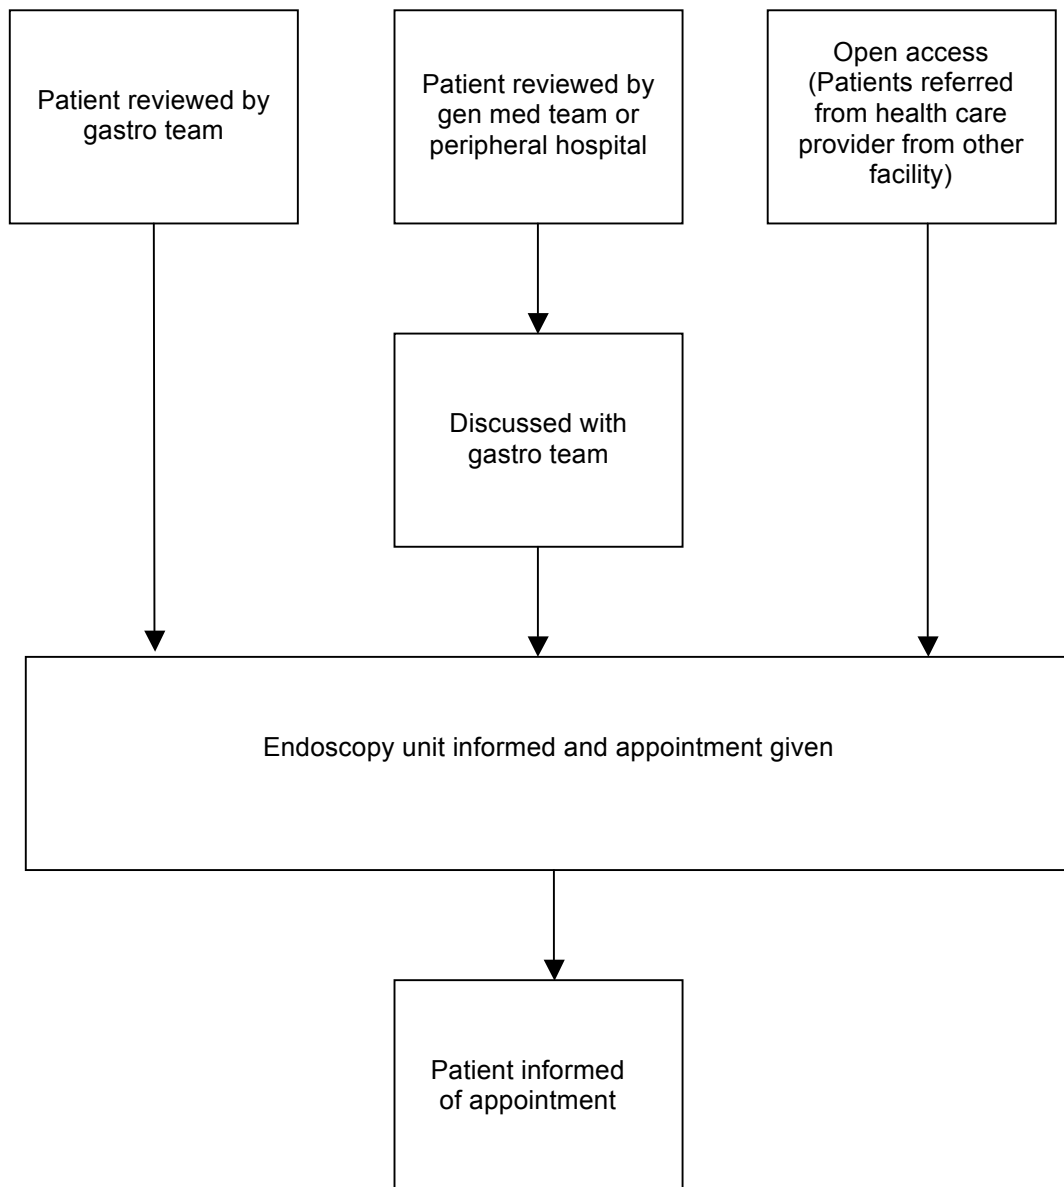 Patient reviewed by
gastro team
Patient reviewed by
gen med team or
peripheral hospital
Open access
(Patients referred
from health care
provider from other
facility)
Discussed with
gastro team
Endoscopy unit informed and appointment given
Patient informed
of appointment